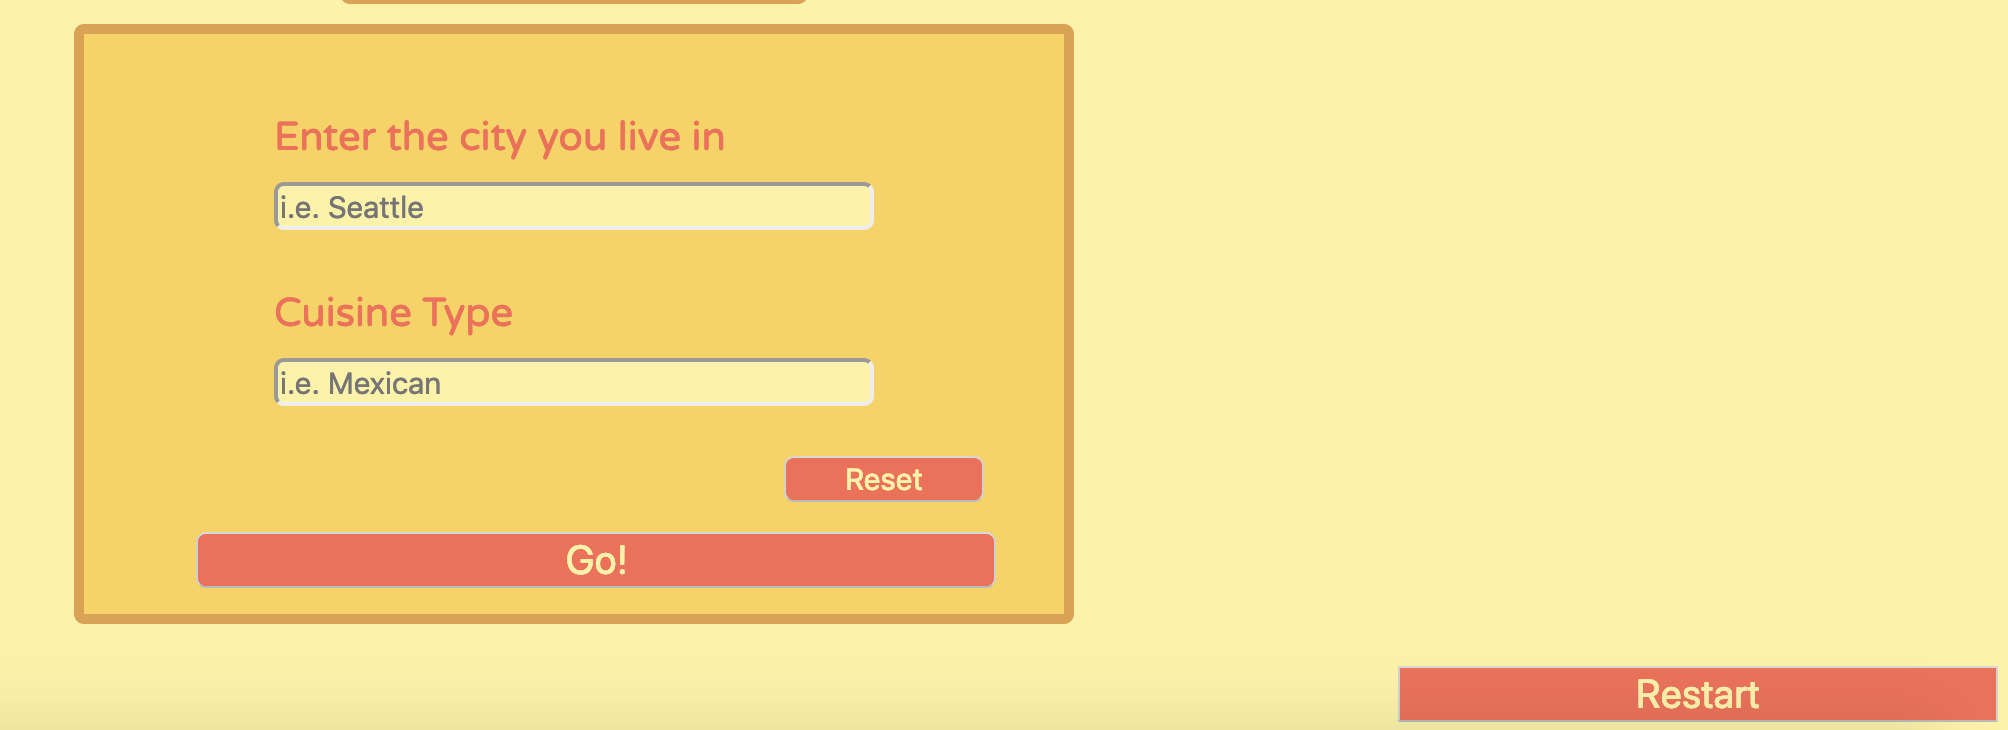 Enter the city you live in
i.e. Seattle
Cuisine Type
i.e. Mexican
Reset
Go!
Restart